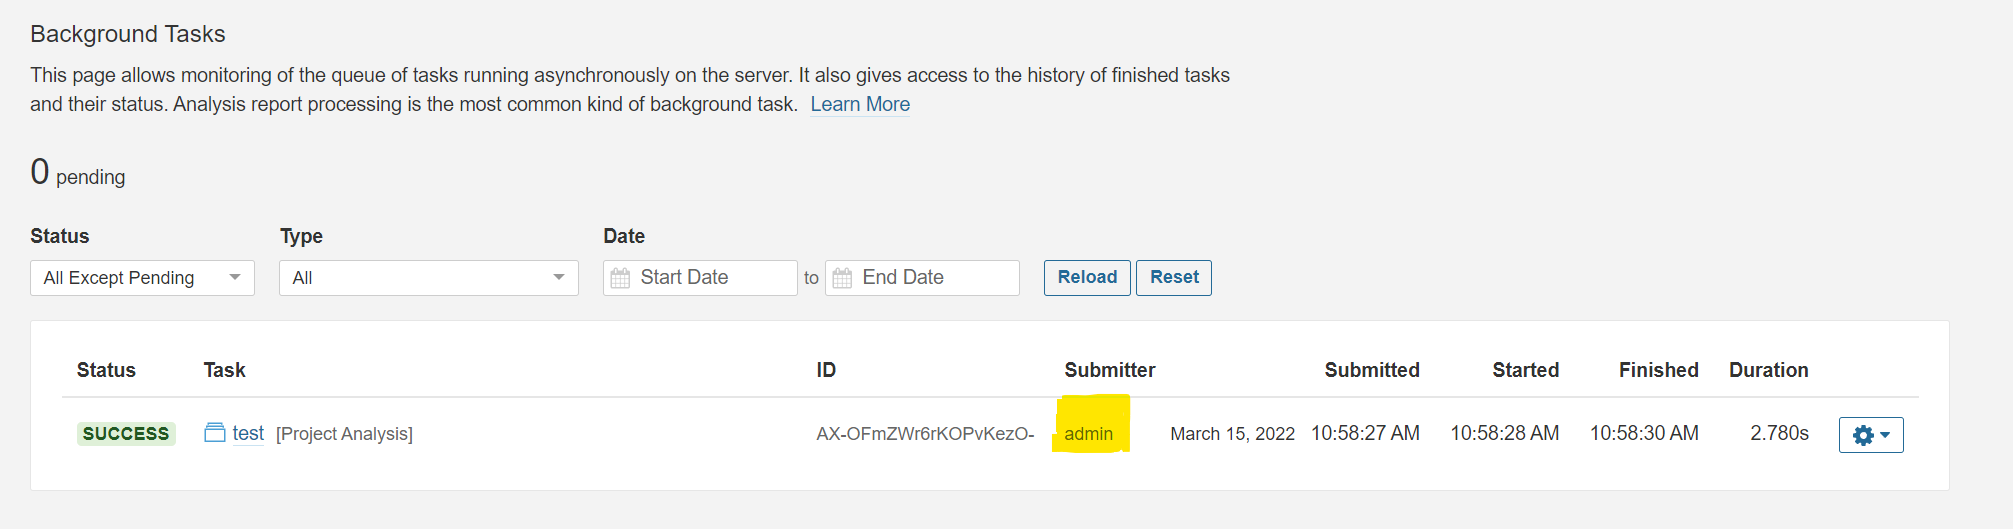 Background Tasks
This page allows monitoring of the queue of tasks running asynchronously on the server. It also gives access to the history of finished tasks
and their status. Analysis report processing is the most common kind of background task. Learn More
0 pending
Status Type Date
All Except Pending All Start Date to End Date Reload Reset
Status Task ID Submitter Submitted Started Finished Duration
SUCCESS test [Project Analysis] AX-OFmZWr6rKOPvKezO- admin March 15, 2022 10:58:27 AM 10:58:28 AM 10:58:30 AM 2.780s